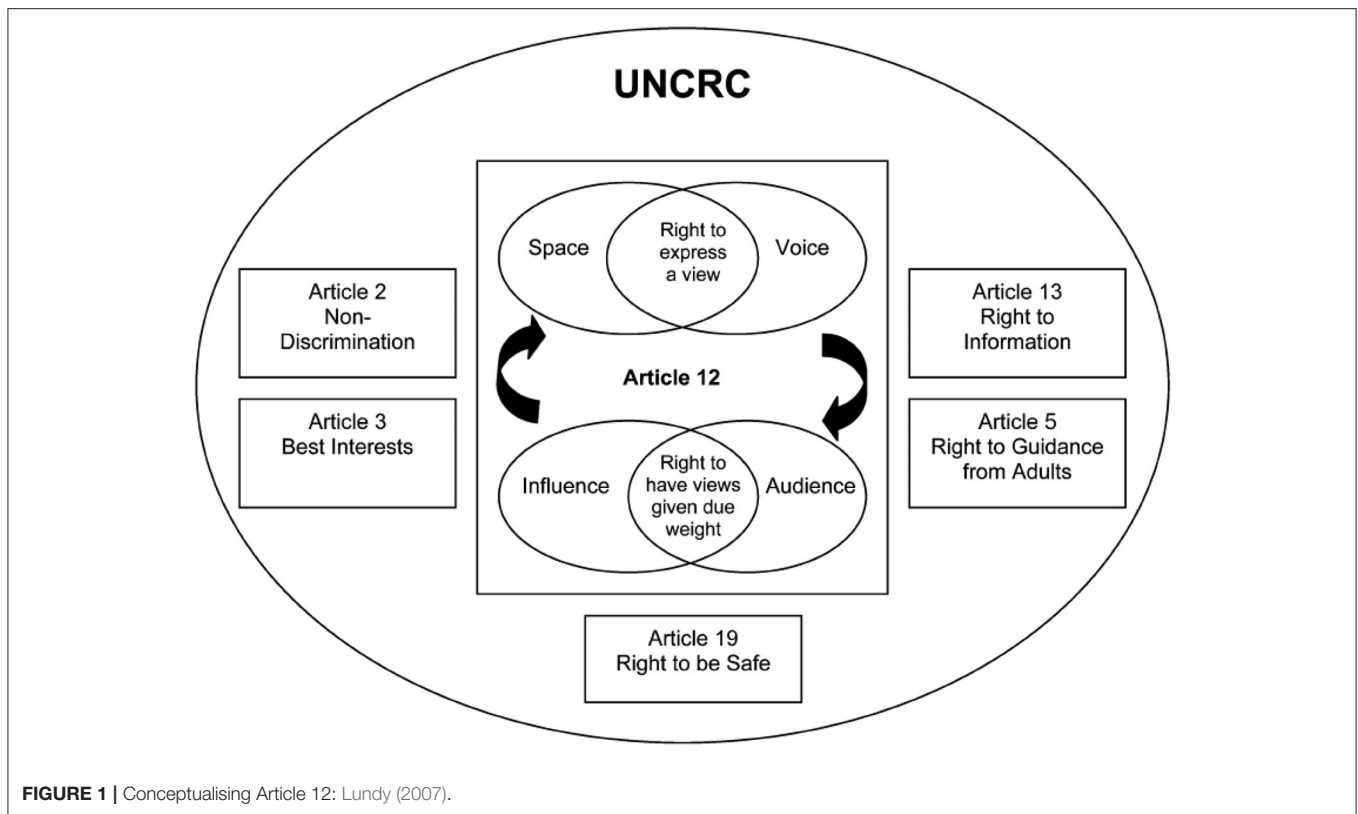 UNCRC
Space
Right to
express
a view
Voice
Article 2
Non-
Discrimination
Article 13
Right to
Information
Article 12
Article 3
Best Interests
Article 5
Right to Guidance
from Adults
Influence
Right to
have views
given due
weight
Audience
Article 19
Right to be Safe
FIGURE 1 | Conceptualising Article 12: Lundy (2007).